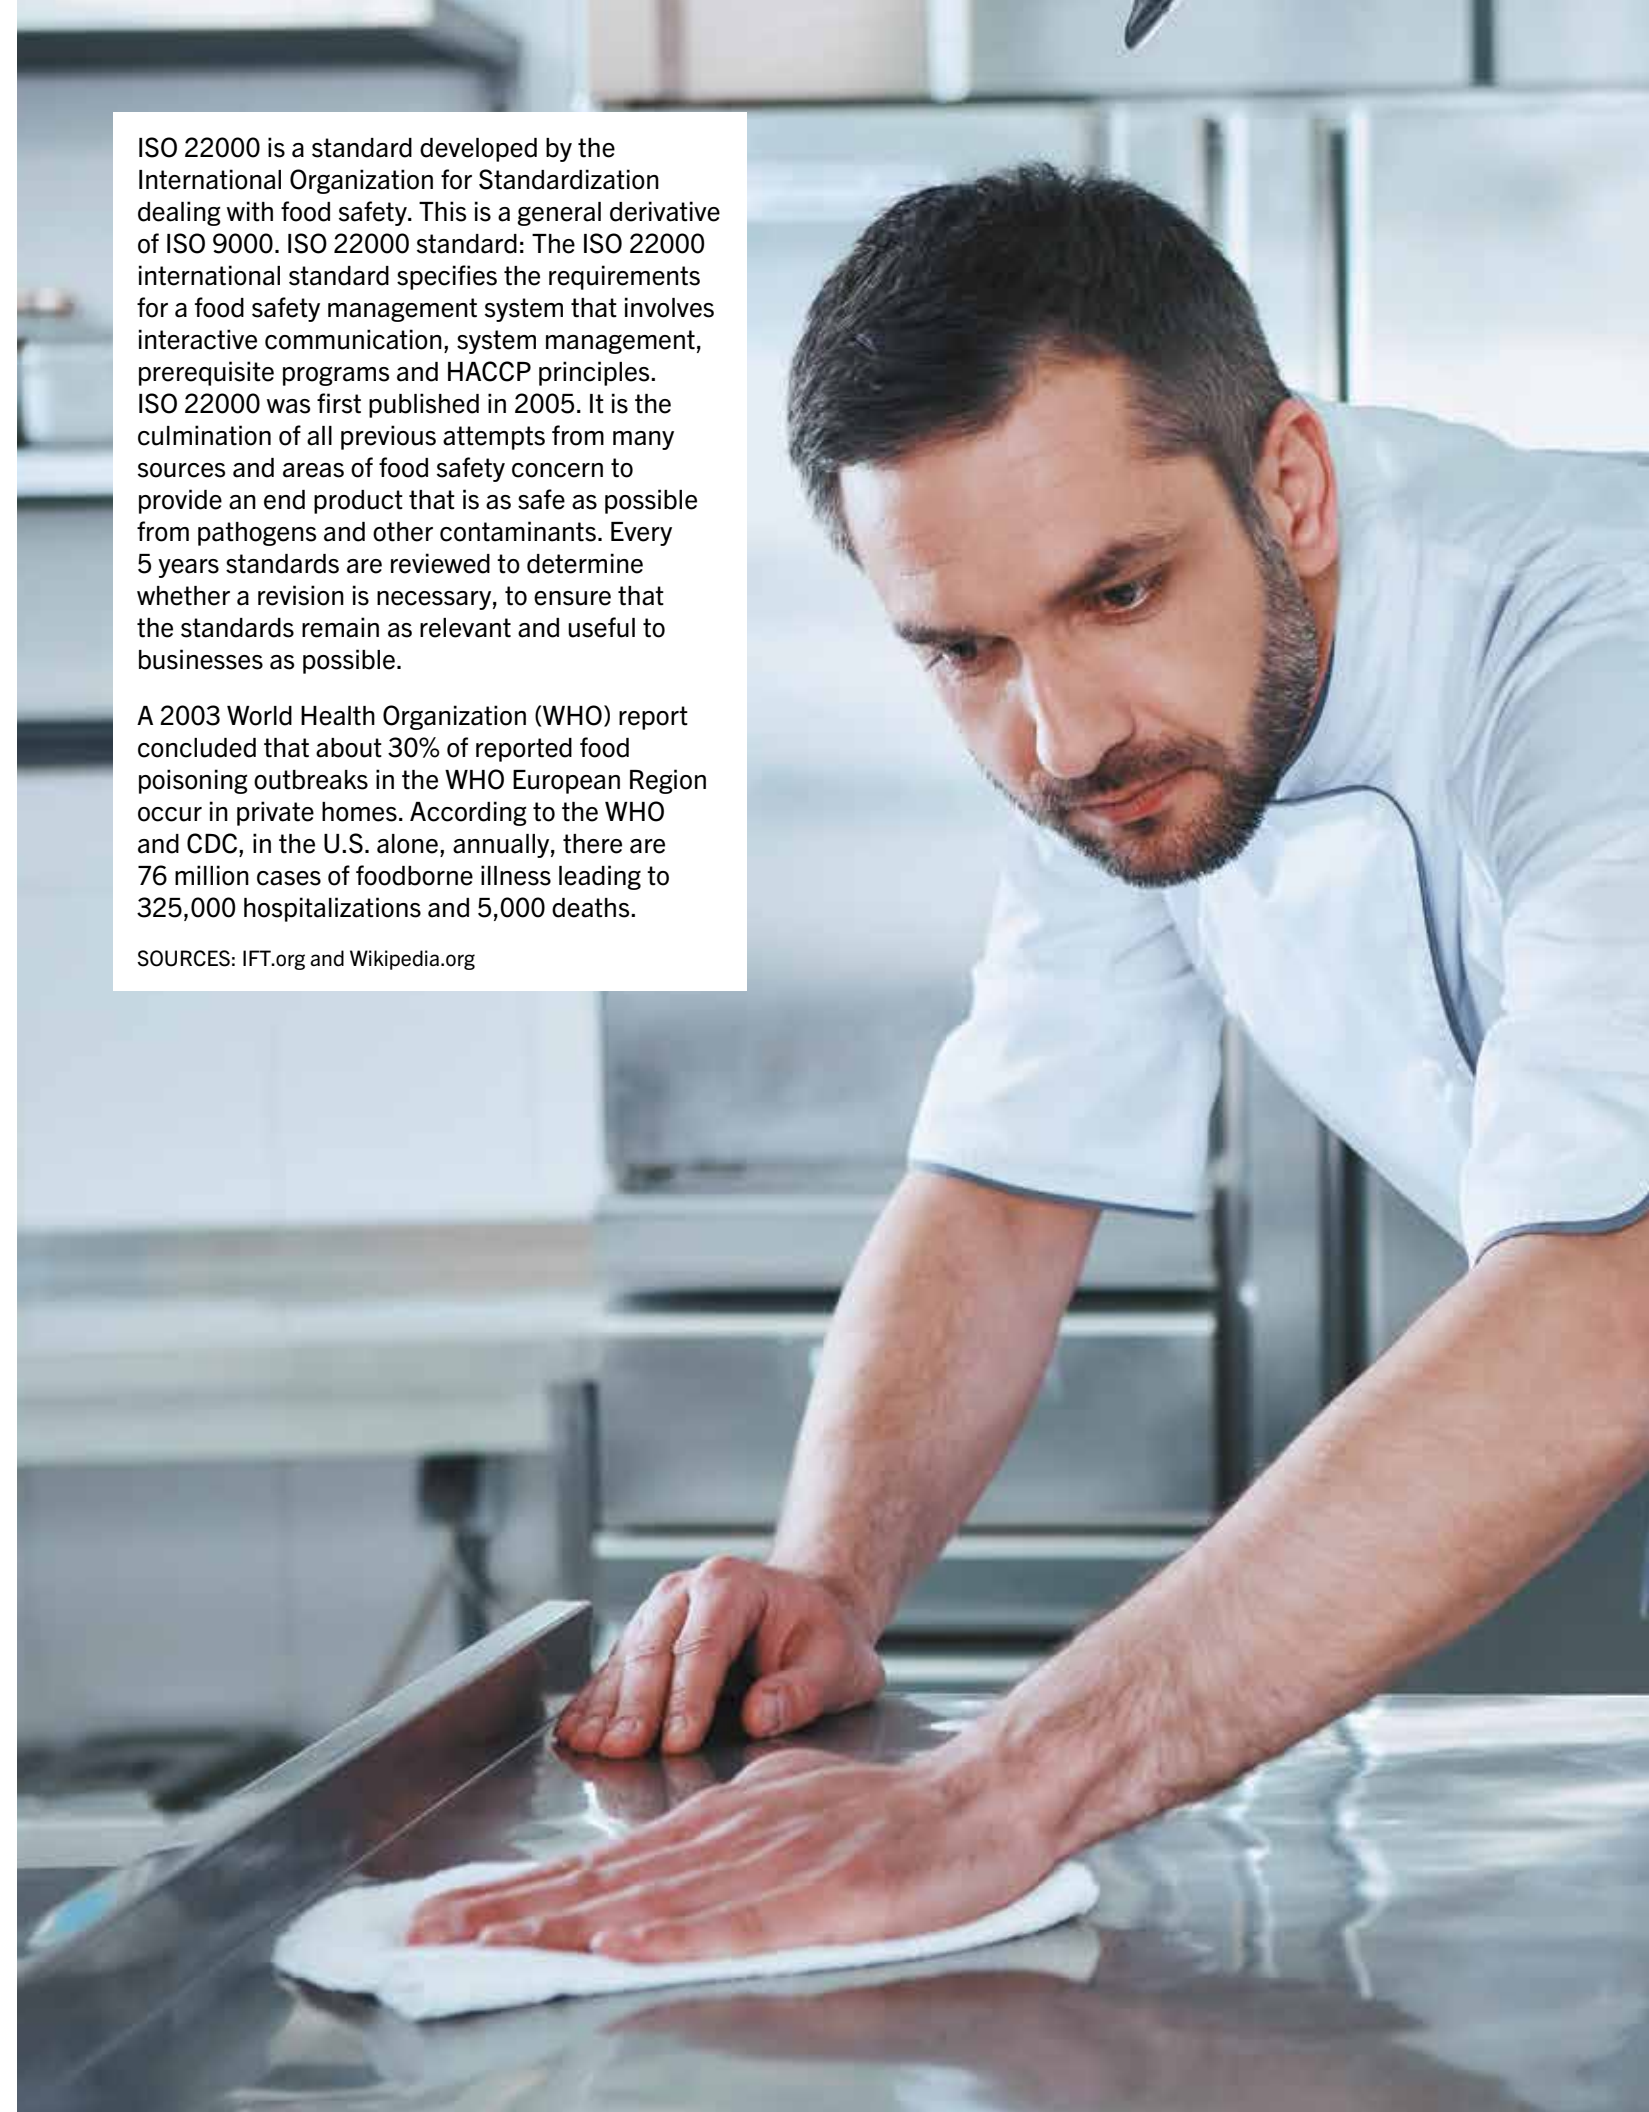 ISO 22000 is a standard developed by the
International Organization for Standardization
dealing with food safety. This is a general derivative
of ISO 9000. ISO 22000 standard: The ISO 22000
international standard specifies the requirements
for a food safety management system that involves
interactive communication, system management,
prerequisite programs and HACCP principles.
ISO 22000 was first published in 2005. It is the
culmination of all previous attempts from many
sources and areas of food safety concern to
provide an end product that is as safe as possible
from pathogens and other contaminants. Every
5 years standards are reviewed to determine
whether a revision is necessary, to ensure that
the standards remain as relevant and useful to
businesses as possible.
A 2003 World Health Organization (WHO) report
concluded that about 30% of reported food
poisoning outbreaks in the WHO European Region
occur in private homes. According to the WHO
and CDC, in the U.S. alone, annually, there are
76 million cases of foodborne illness leading to
325,000 hospitalizations and 5,000 deaths.
SOURCES: IFT.org and Wikipedia.org